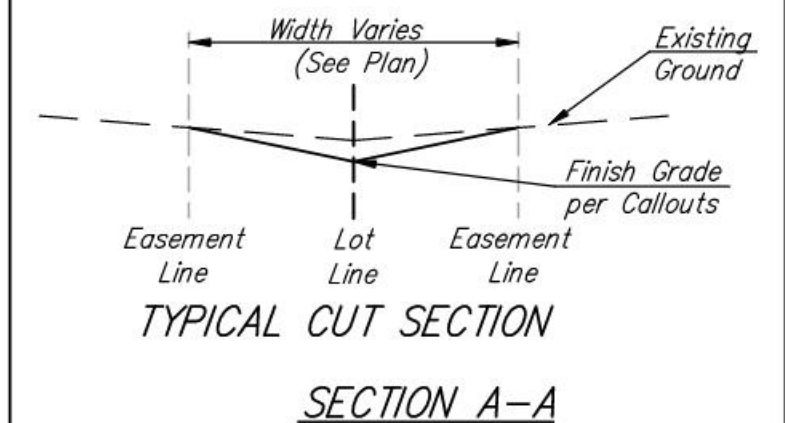 Width Varies
(See Plan)
Existing
Ground
Finish Grade
per Callouts
Easement
Line
Lot
Line
Easement
Line
TYPICAL CUT SECTION
SECTION A-A